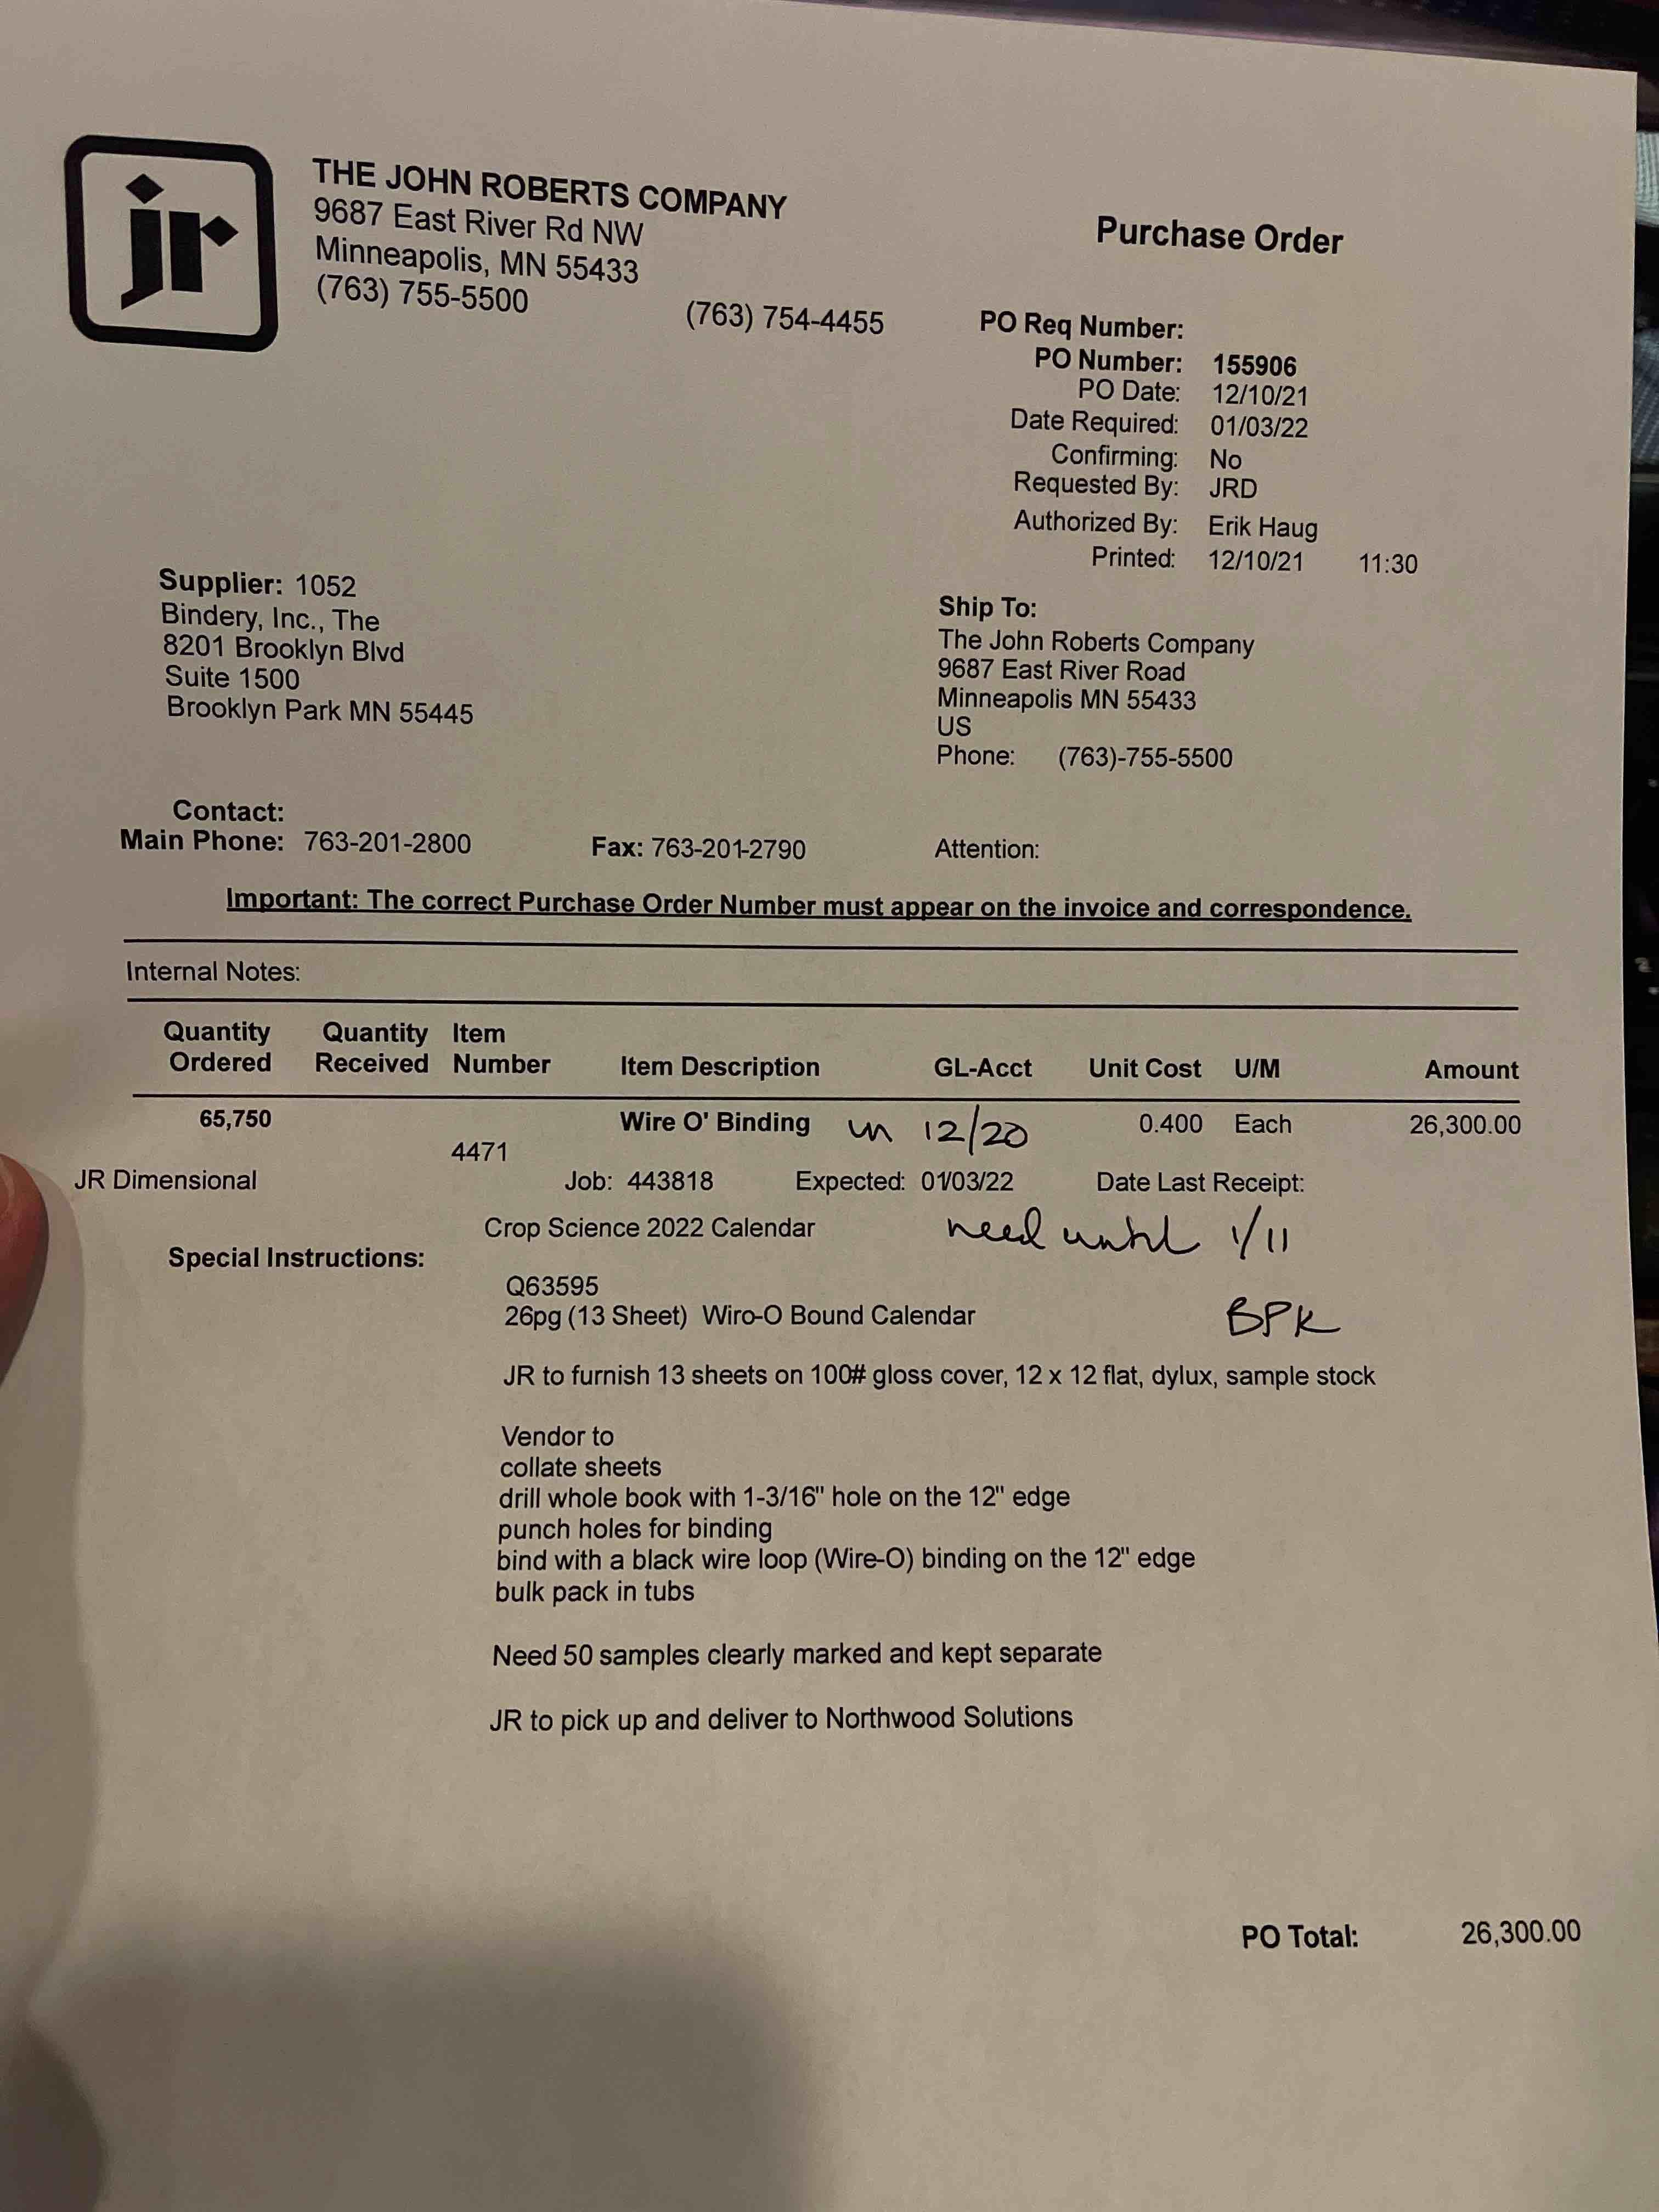 jr
THE JOHN ROBERTS COMPANY
9687 East River Rd NW
Minneapolis, MN 55433
(763) 755-5500 (763) 754-4455
Purchase Order
PO Req Number:
PO Number: 155906
PO Date: 12/10/21
Date Required: 01/03/22
Confirming: No
Requested By: JRD
Authorized By: Erik Haug
Printed: 12/10/21 11:30
Supplier: 1052
Bindery, Inc., The
8201 Brooklyn Blvd
Suite 1500
Brooklyn Park MN 55445
Ship To:
The John Roberts Company
9687 East River Road
Minneapolis MN 55433
US
Phone: (763)-755-5500
Contact:
Main Phone: 763-201-2800 Fax: 763-201-2790 Attention:
Important: The correct Purchase Order Number must appear on the invoice and correspondence.
Internal Notes:
Quantity Ordered Quantity Received Item Number Item Description GL-Acct Unit Cost U/M Amount
65,750 Wire O' Binding in 12/20 0.400 Each 26,300.00
4471
JR Dimensional Job: 443818 Expected: 01/03/22 Date Last Receipt:
Crop Science 2022 Calendar need until 1/11
Special Instructions:
Q63595
26pg (13 Sheet) Wiro-O Bound Calendar BPK
JR to furnish 13 sheets on 100# gloss cover, 12 x 12 flat, dylux, sample stock
Vendor to
collate sheets
drill whole book with 1-3/16" hole on the 12" edge
punch holes for binding
bind with a black wire loop (Wire-O) binding on the 12" edge
bulk pack in tubs
Need 50 samples clearly marked and kept separate
JR to pick up and deliver to Northwood Solutions
PO Total: 26,300.00